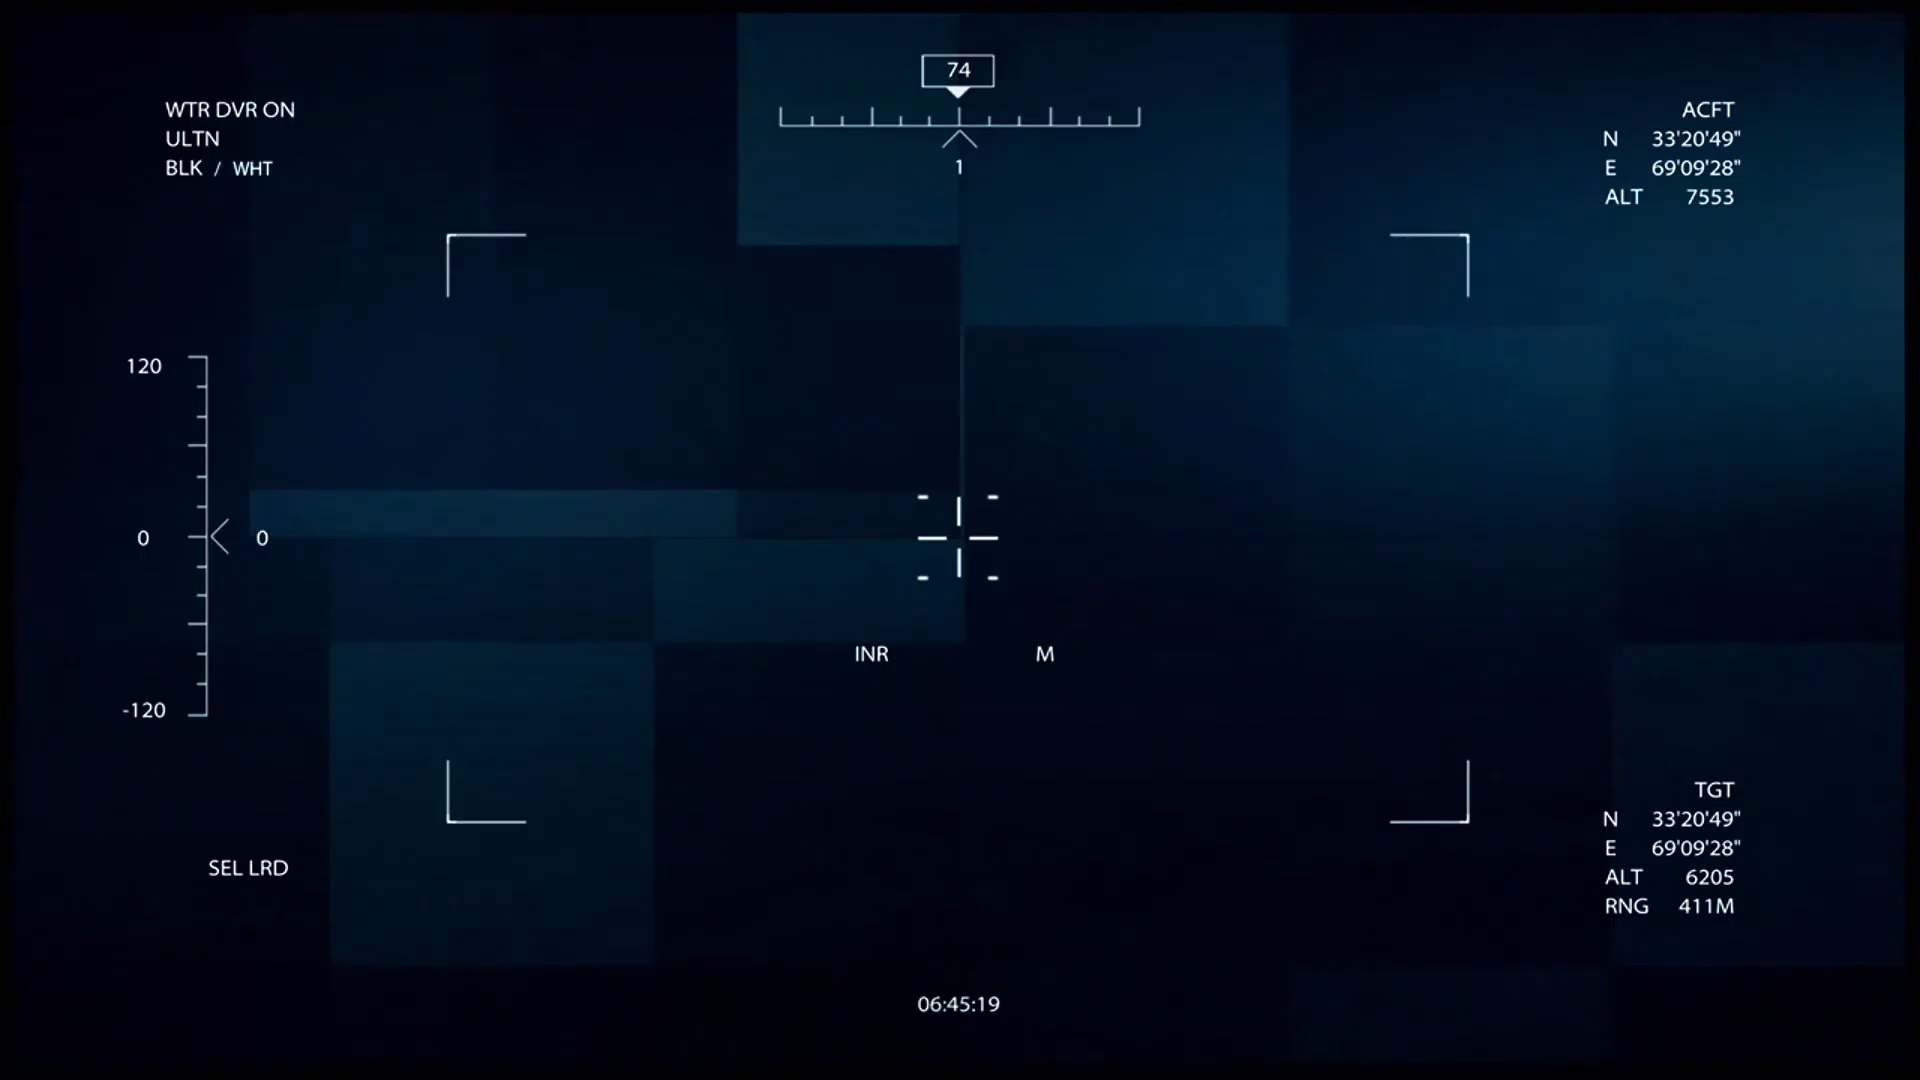 74
1
WTR DVR ON
ULTN
BLK / WHT
ACFT
N 33'20'49"
E 69'09'28"
ALT 7553
120
0 0
-120
INR M
SEL LRD
TGT
N 33'20'49"
E 69'09'28"
ALT 6205
RNG 411M
06:45:19